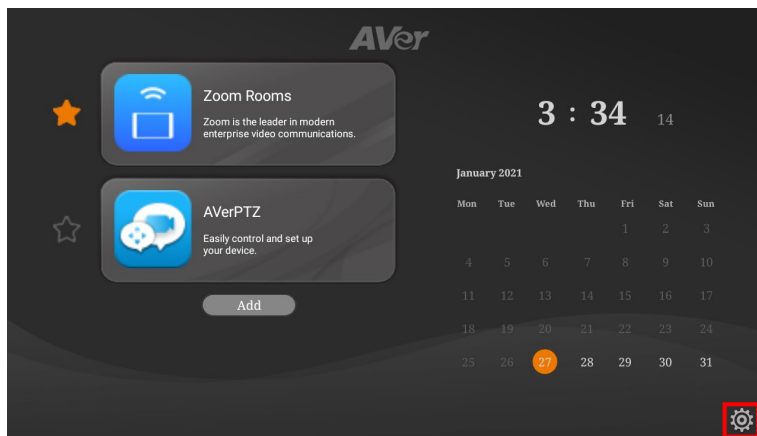 AVer
Zoom Rooms
Zoom is the leader in modern
enterprise video communications.
AVerPTZ
Easily control and set up
your device.
Add
3 : 34 14
January 2021
Mon Tue Wed Thu Fri Sat Sun
1 2 3
4 5 6 7 8 9 10
11 12 13 14 15 16 17
18 19 20 21 22 23 24
25 26 27 28 29 30 31